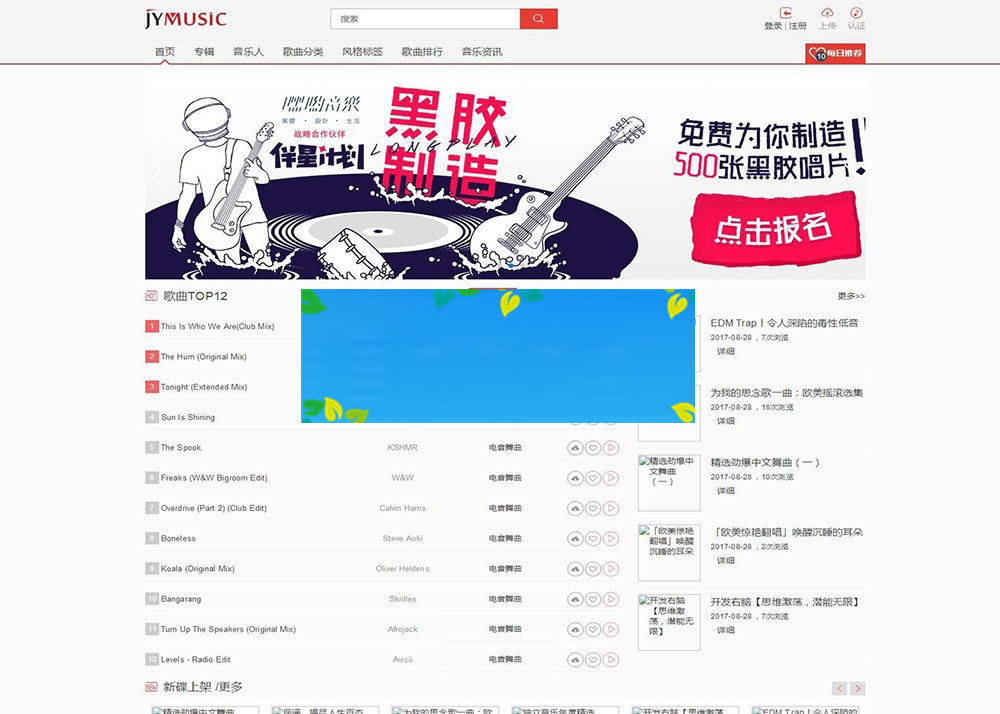 JYMUSIC
搜索
登录 | 注册
上传
认证
首页 专辑 音乐人 歌曲分类 风格标签 歌曲排行 音乐资讯
10 每日推荐
嘿哟音樂
黑膠 · 設計 · 生活
战略合作伙伴
伴星计划
黑胶
LONGPLAY
制造
免费为你制造!
500张黑胶唱片
点击报名
HOT 歌曲TOP12
更多>>
1 This Is Who We Are(Club Mix)
2 The Hum (Original Mix)
3 Tonight (Extended Mix)
4 Sun Is Shining
5 The Spook KSHMR 电音舞曲
6 Freaks (W&W Bigroom Edit) W&W 电音舞曲
7 Overdrive (Part 2) (Club Edit) Calvin Harris 电音舞曲
8 Boneless Steve Aoki 电音舞曲
9 Koala (Original Mix) Oliver Heldens 电音舞曲
10 Bangarang Skrillex 电音舞曲
11 Turn Up The Speakers (Original Mix) Afrojack 电音舞曲
12 Levels - Radio Edit Avicii 电音舞曲
EDM Trap丨令人深陷的毒性低音
2017-08-28 ，7次浏览
详细
为我的思念歌一曲：欧美摇滚选集
2017-08-28 ，16次浏览
详细
精选劲爆中文舞曲（一）
精选劲爆中文舞曲（一）
2017-08-28 ，10次浏览
详细
「欧美惊艳翻唱」唤醒沉睡的耳朵
「欧美惊艳翻唱」唤醒沉睡的耳朵
2017-08-28 ，2次浏览
详细
开发右脑【思维激荡，潜能无限】
开发右脑【思维激荡，潜能无限】
2017-08-28 ，7次浏览
详细
新碟上架 /更多
精选劲爆中文舞曲
民谣，唱尽人生百态
为我的思念歌一曲：欧
独立音乐年度精选
开发右脑【思维激荡
EDM Trap丨令人深陷的